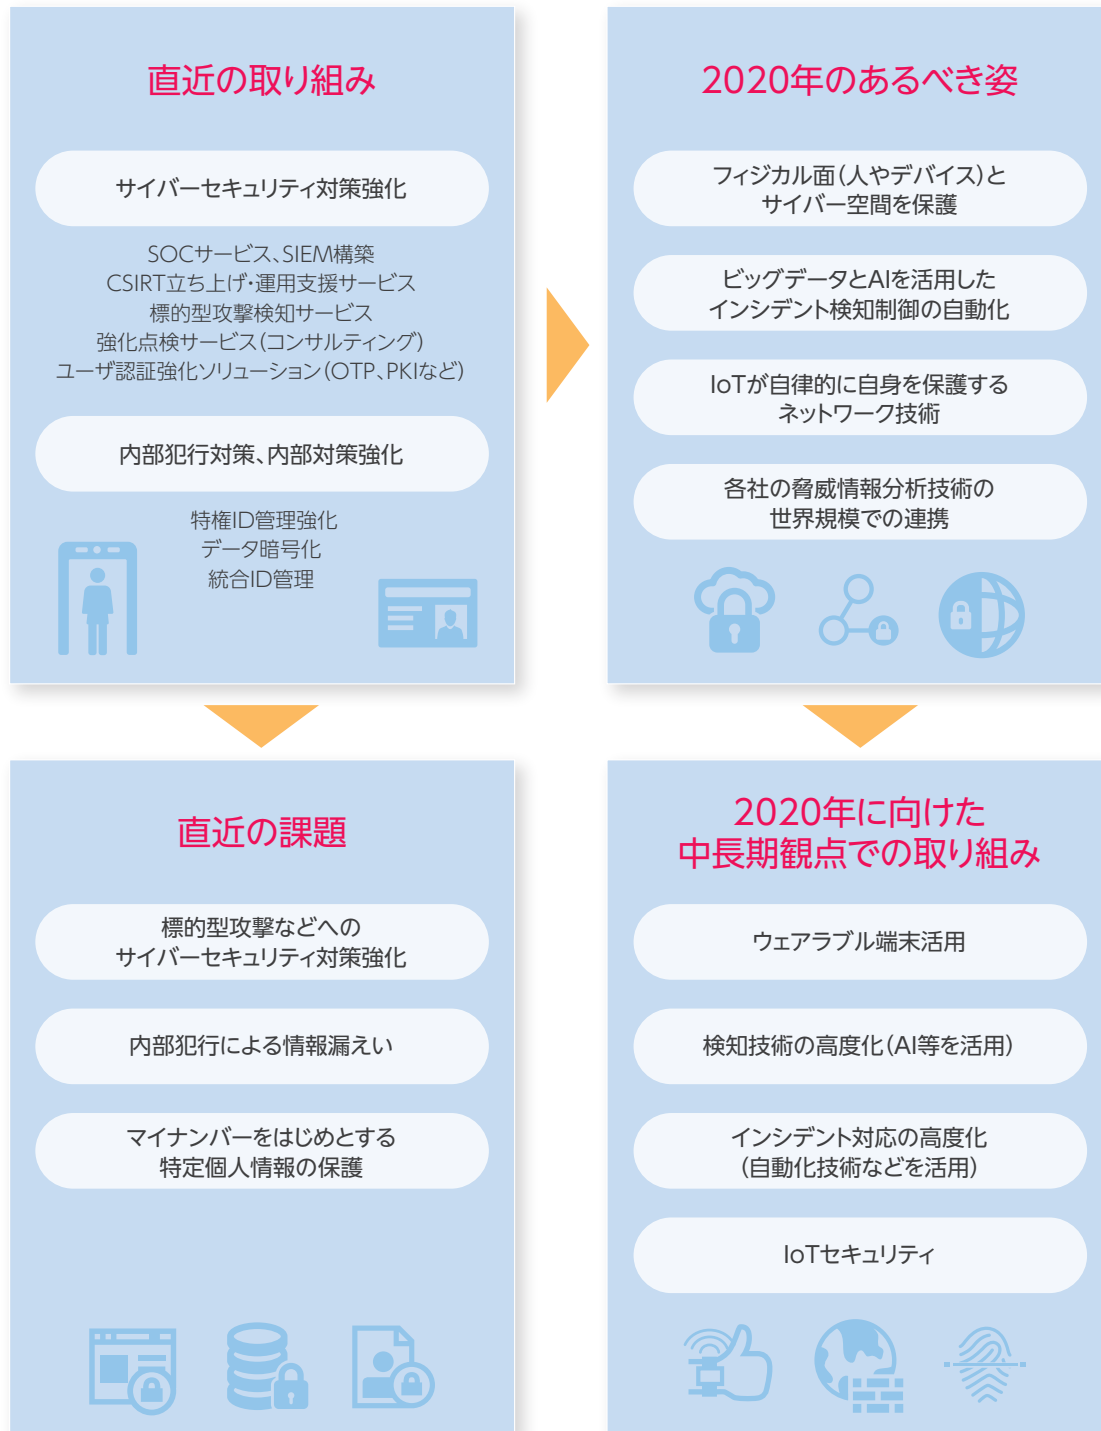 直近の取り組み
サイバーセキュリティ対策強化
SOCサービス、SIEM構築
CSIRT立ち上げ・運用支援サービス
標的型攻撃検知サービス
強化点検サービス(コンサルティング)
ユーザ認証強化ソリューション(OTP、PKIなど)
内部犯行対策、内部対策強化
特権ID管理強化
データ暗号化
統合ID管理
2020年のあるべき姿
フィジカル面(人やデバイス)と
サイバー空間を保護
ビッグデータとAIを活用した
インシデント検知制御の自動化
IoTが自律的に自身を保護する
ネットワーク技術
各社の脅威情報分析技術の
世界規模での連携
直近の課題
標的型攻撃などへの
サイバーセキュリティ対策強化
内部犯行による情報漏えい
マイナンバーをはじめとする
特定個人情報の保護
2020年に向けた
中長期観点での取り組み
ウェアラブル端末活用
検知技術の高度化(AI等を活用)
インシデント対応の高度化
(自動化技術などを活用)
IoTセキュリティ